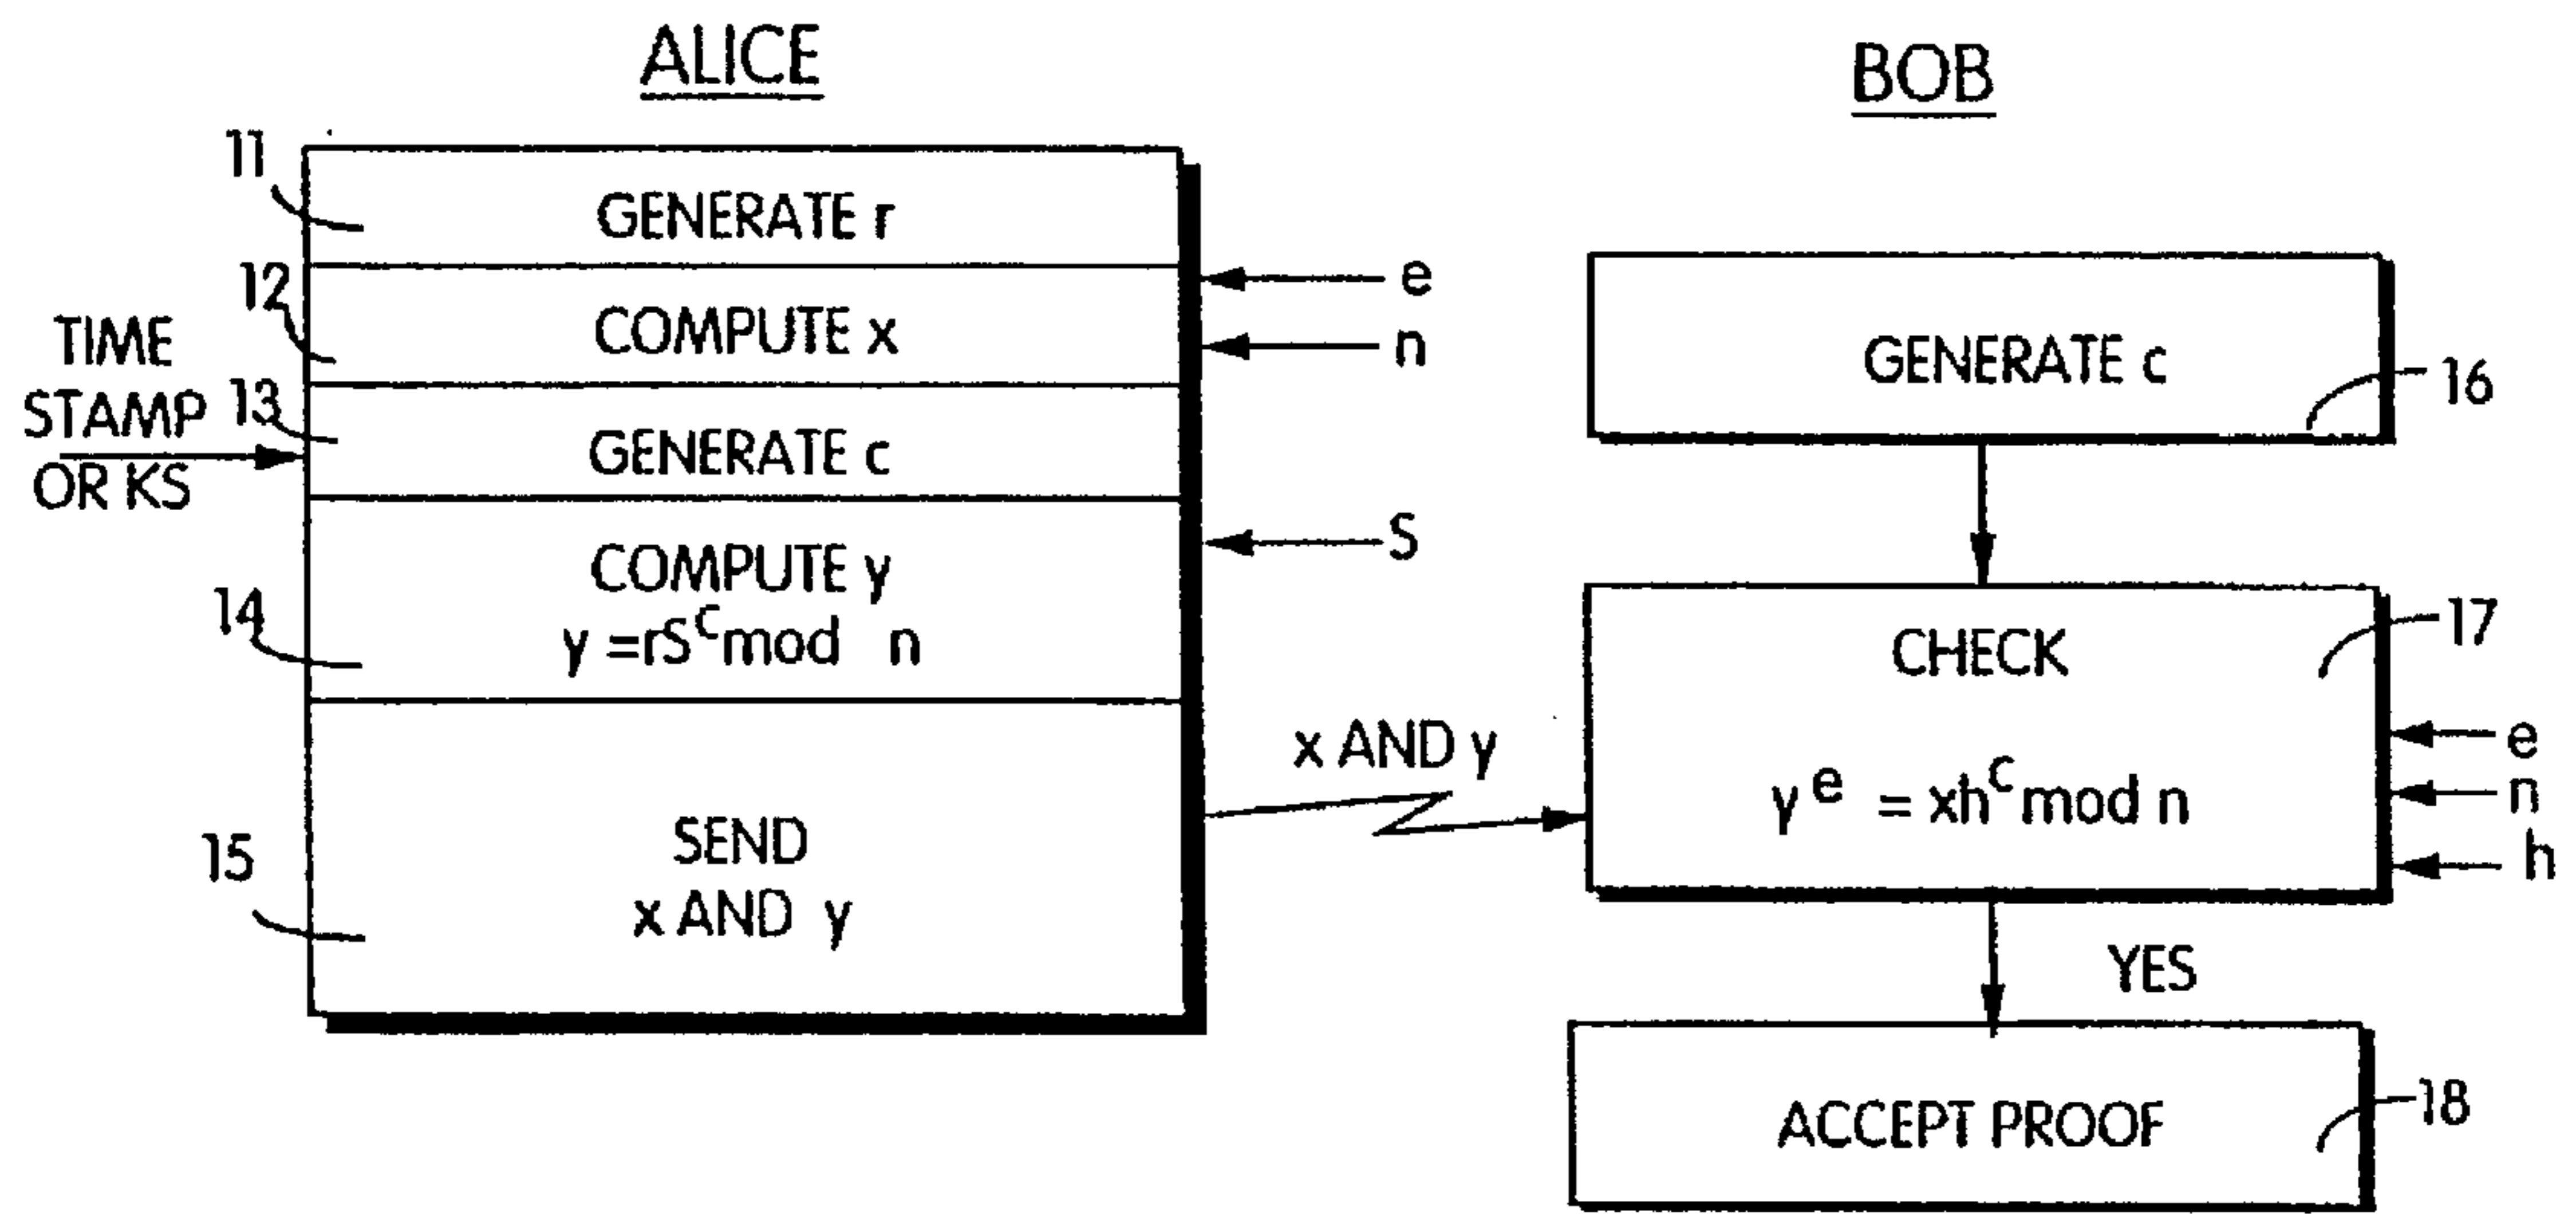 ALICE
BOB
11
GENERATE r
12
COMPUTE x
e
n
TIME
STAMP
OR KS
13
GENERATE c
GENERATE c
16
14
COMPUTE y
y =rS^c mod n
S
CHECK
17
y^e = xh^c mod n
e
n
h
15
SEND
x AND y
x AND y
YES
ACCEPT PROOF
18